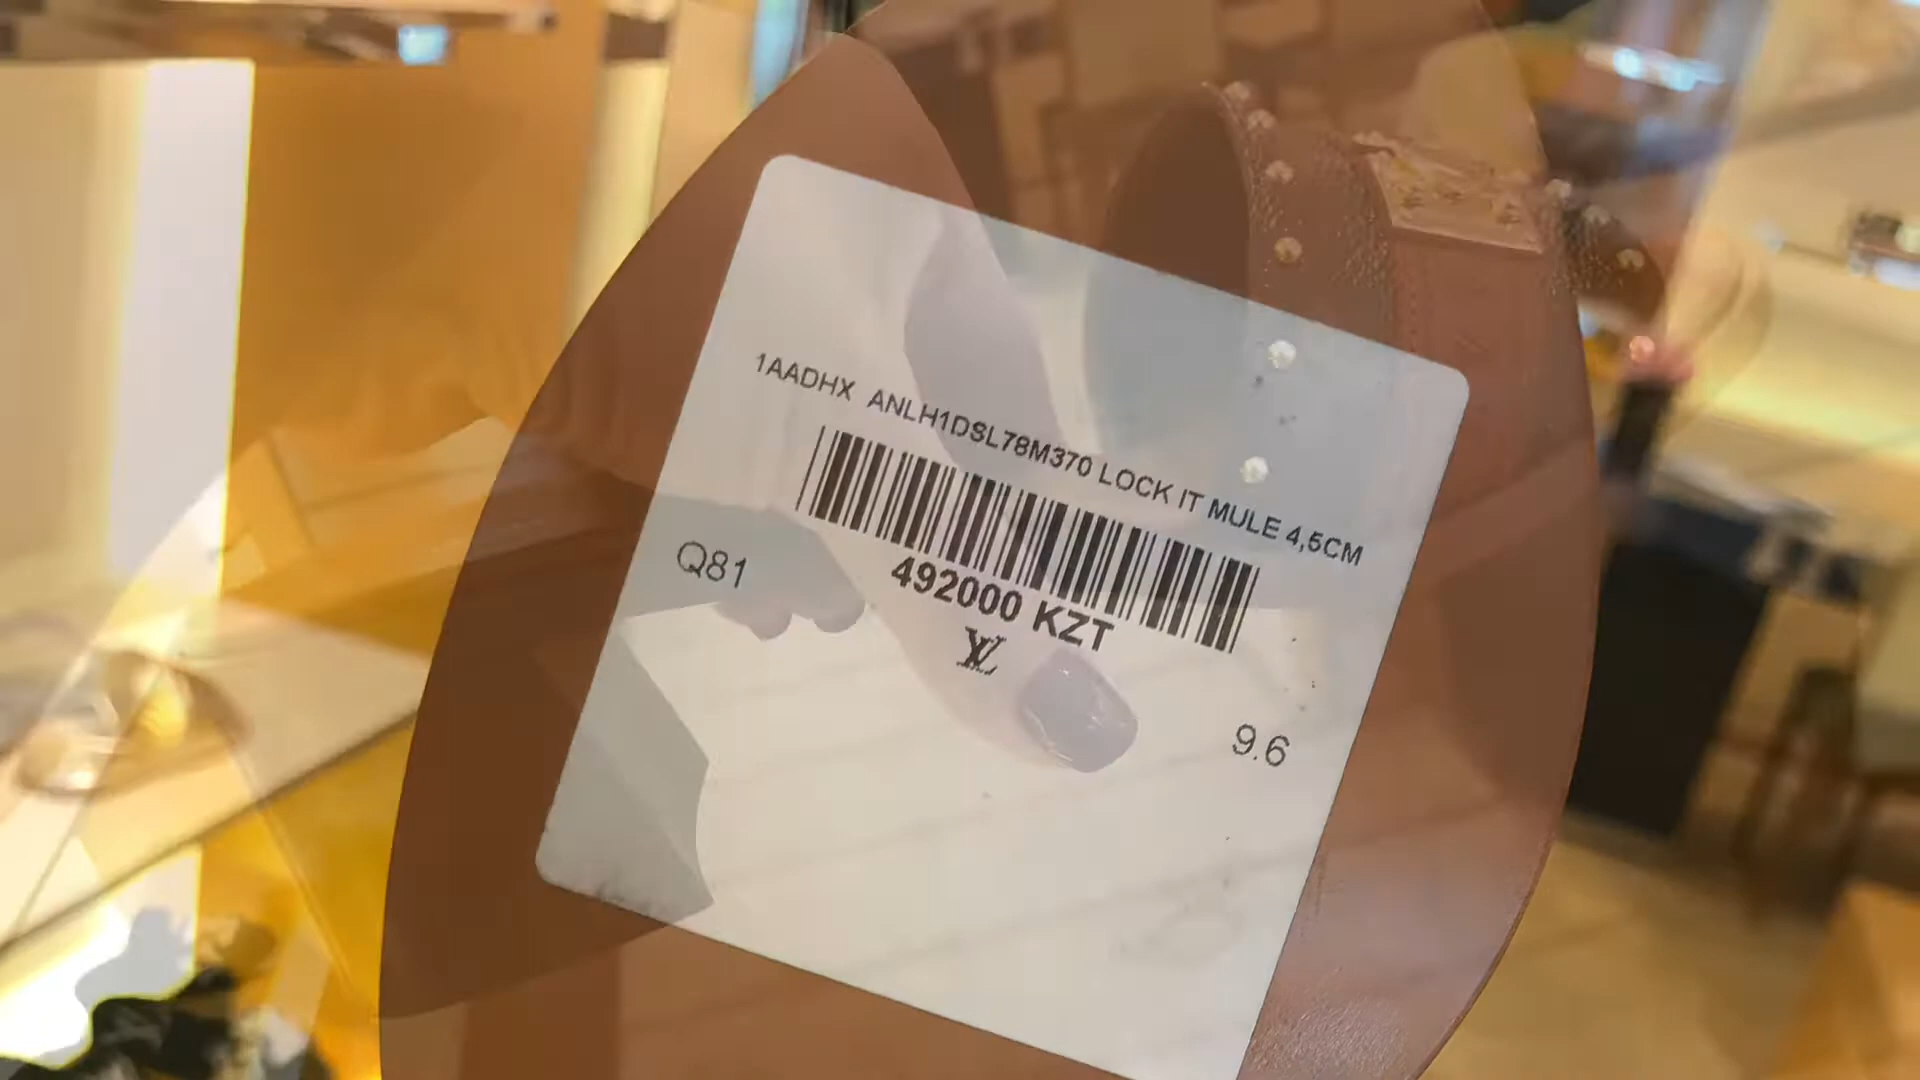 1AADHX ANLH1DSL78M370 LOCK IT MULE 4,5CM
Q81
492000 KZT
LV
9.6